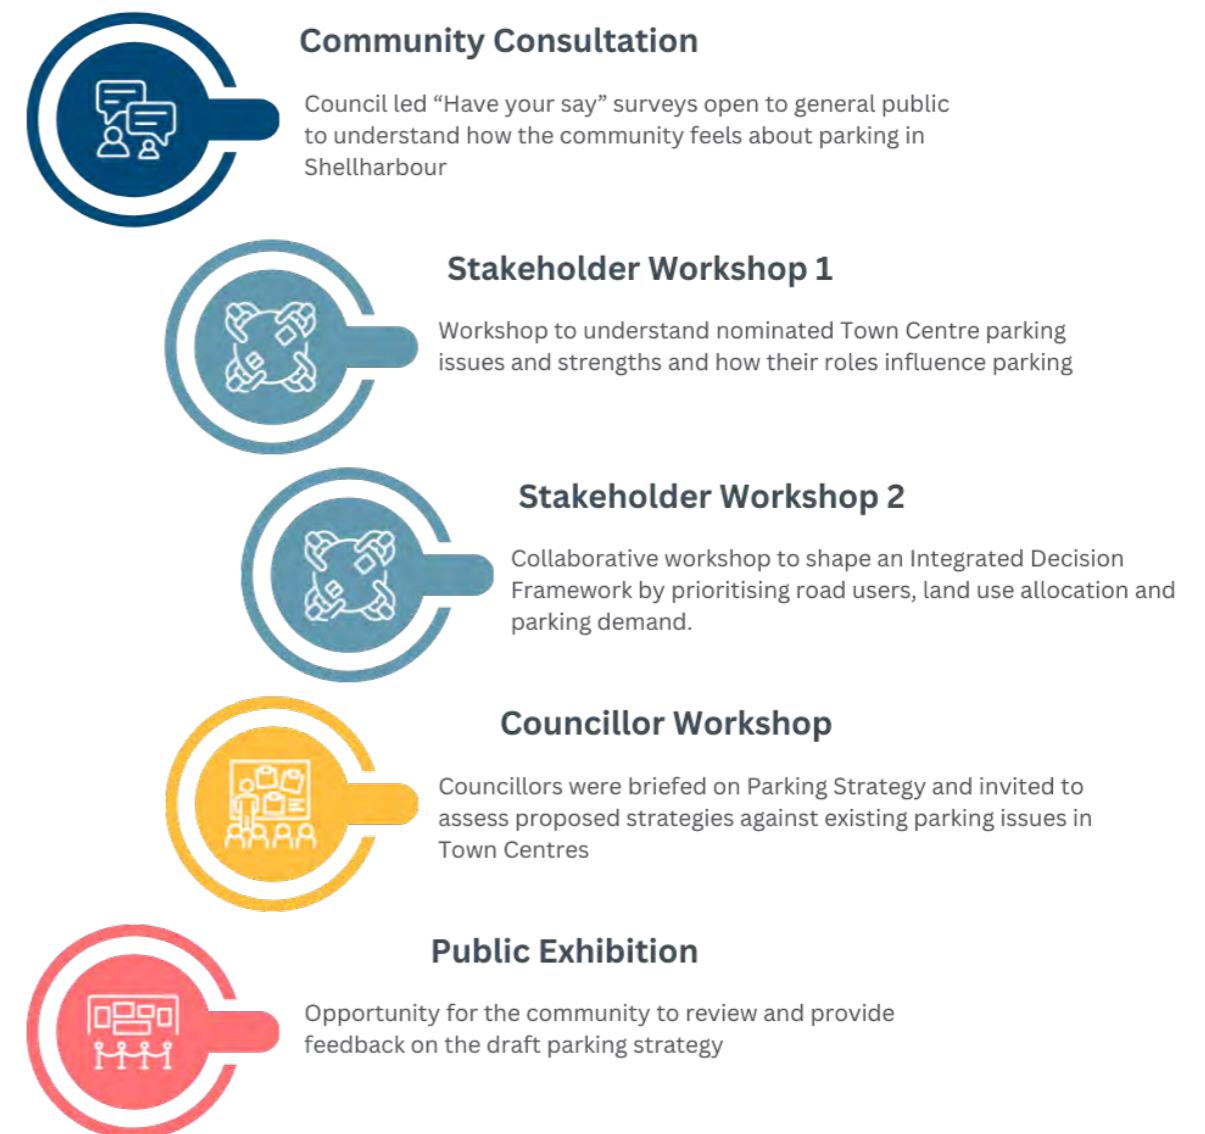 Community Consultation
Council led “Have your say” surveys open to general public
to understand how the community feels about parking in
Shellharbour
Stakeholder Workshop 1
Workshop to understand nominated Town Centre parking
issues and strengths and how their roles influence parking
Stakeholder Workshop 2
Collaborative workshop to shape an Integrated Decision
Framework by prioritising road users, land use allocation and
parking demand.
Councillor Workshop
Councillors were briefed on Parking Strategy and invited to
assess proposed strategies against existing parking issues in
Town Centres
Public Exhibition
Opportunity for the community to review and provide
feedback on the draft parking strategy